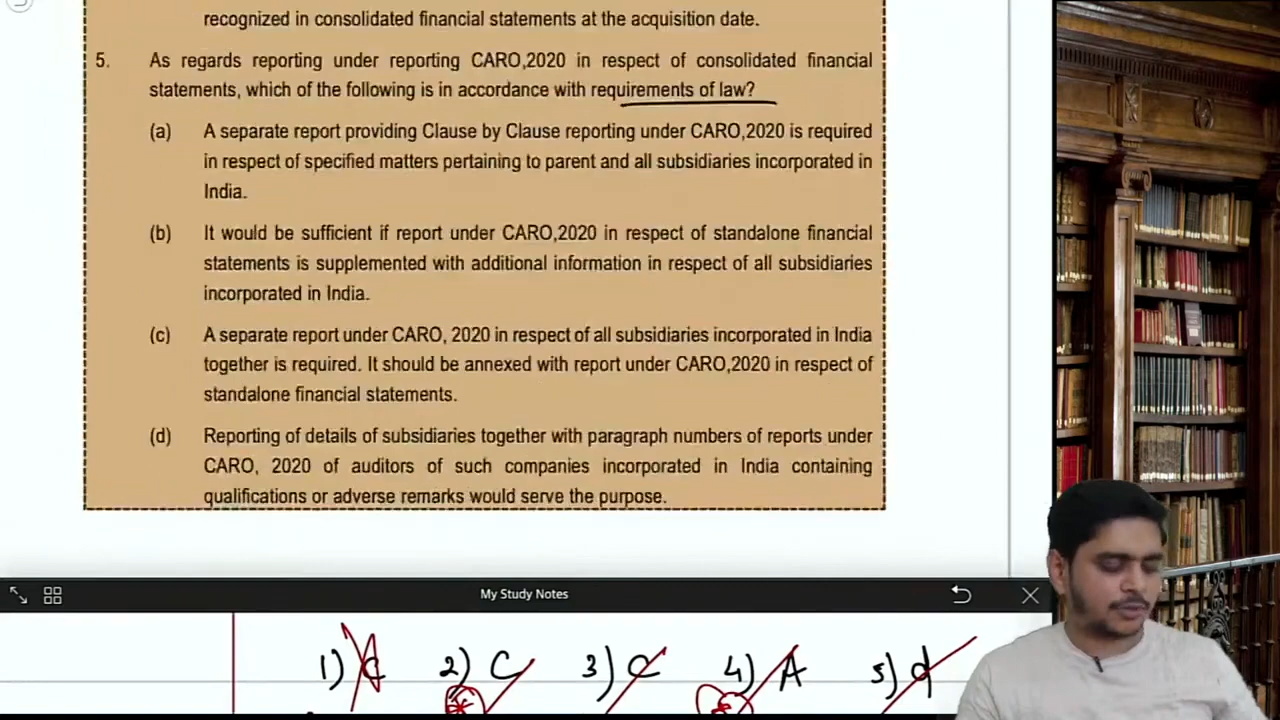 recognized in consolidated financial statements at the acquisition date.
5. As regards reporting under reporting CARO,2020 in respect of consolidated financial
statements, which of the following is in accordance with requirements of law?
(a) A separate report providing Clause by Clause reporting under CARO,2020 is required
in respect of specified matters pertaining to parent and all subsidiaries incorporated in
India.
(b) It would be sufficient if report under CARO,2020 in respect of standalone financial
statements is supplemented with additional information in respect of all subsidiaries
incorporated in India.
(c) A separate report under CARO, 2020 in respect of all subsidiaries incorporated in India
together is required. It should be annexed with report under CARO,2020 in respect of
standalone financial statements.
(d) Reporting of details of subsidiaries together with paragraph numbers of reports under
CARO, 2020 of auditors of such companies incorporated in India containing
qualifications or adverse remarks would serve the purpose.
My Study Notes
1) 2) C 3) C 4) A 5) d